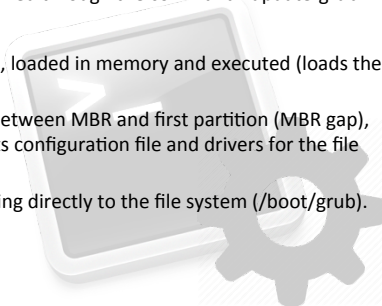 , loaded in memory and executed (loads the
etween MBR and first partition (MBR gap),
s configuration file and drivers for the file
ing directly to the file system (/boot/grub).